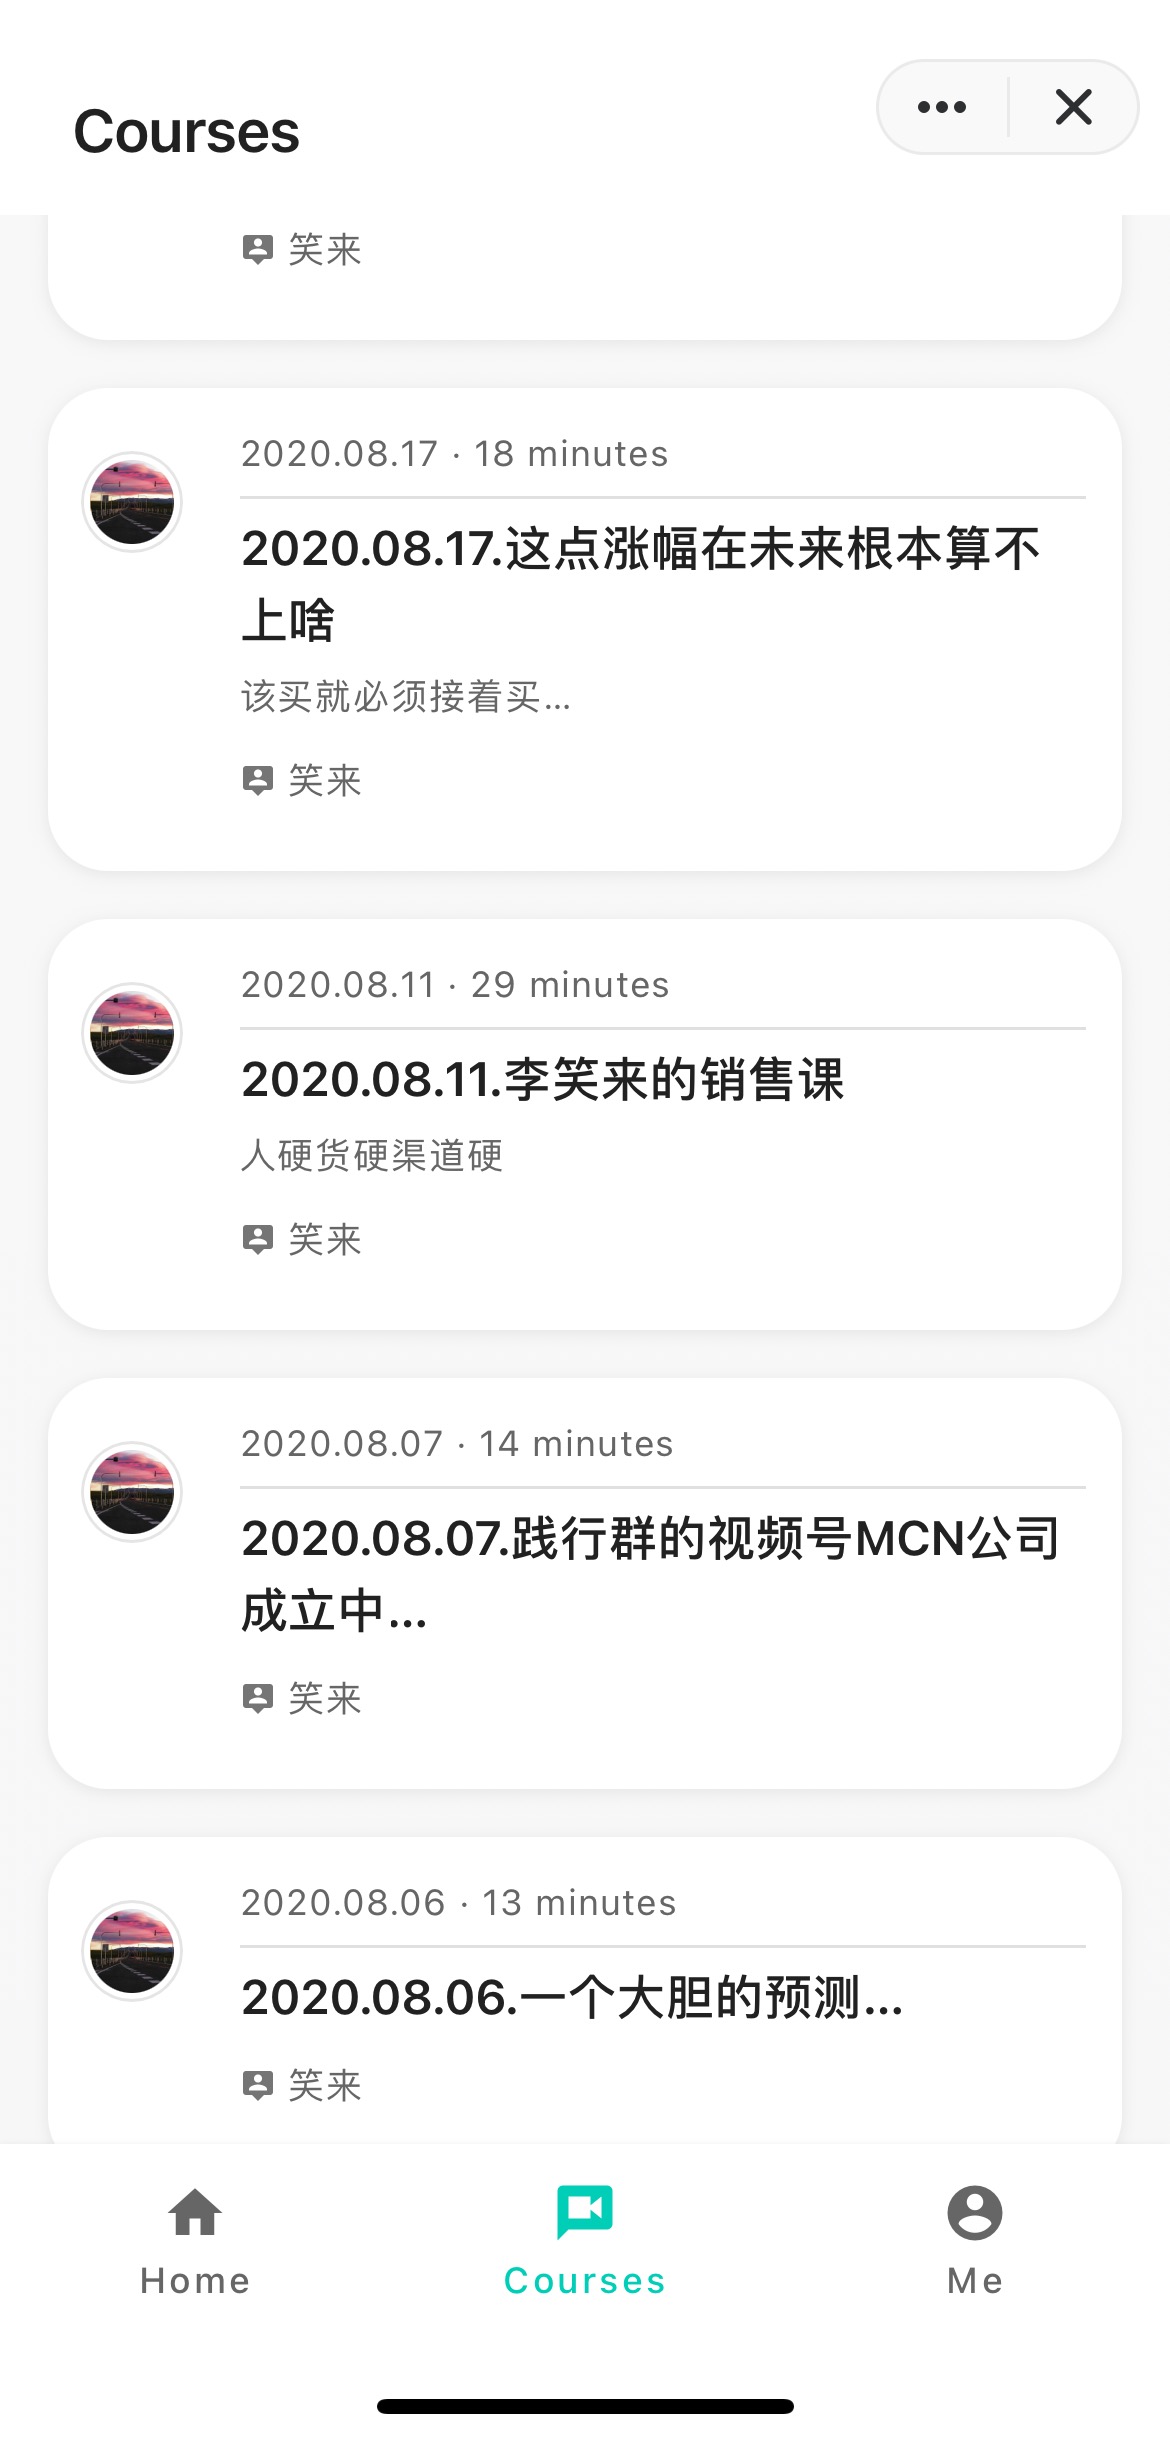 Courses
笑来
2020.08.17 · 18 minutes
2020.08.17.这点涨幅在未来根本算不
上啥
该买就必须接着买...
笑来
2020.08.11 · 29 minutes
2020.08.11.李笑来的销售课
人硬货硬渠道硬
笑来
2020.08.07 · 14 minutes
2020.08.07.践行群的视频号MCN公司
成立中...
笑来
2020.08.06 · 13 minutes
2020.08.06.一个大胆的预测...
笑来
Home
Courses
Me